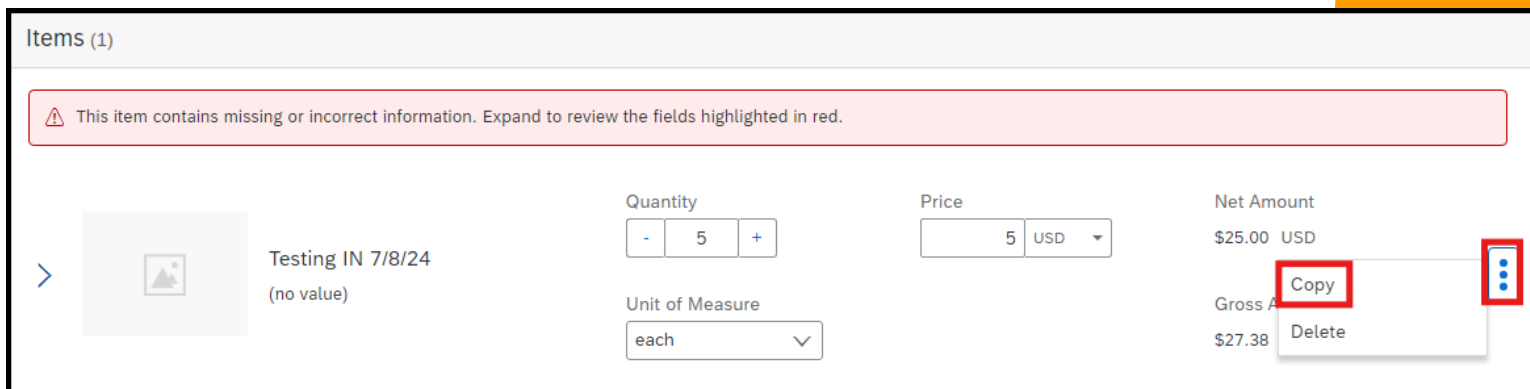 Items (1)
This item contains missing or incorrect information. Expand to review the fields highlighted in red.
Testing IN 7/8/24
(no value)
Quantity
- 5 +
Unit of Measure
each
Price
5 USD
Net Amount
$25.00 USD
Gross A
$27.38
Copy
Delete